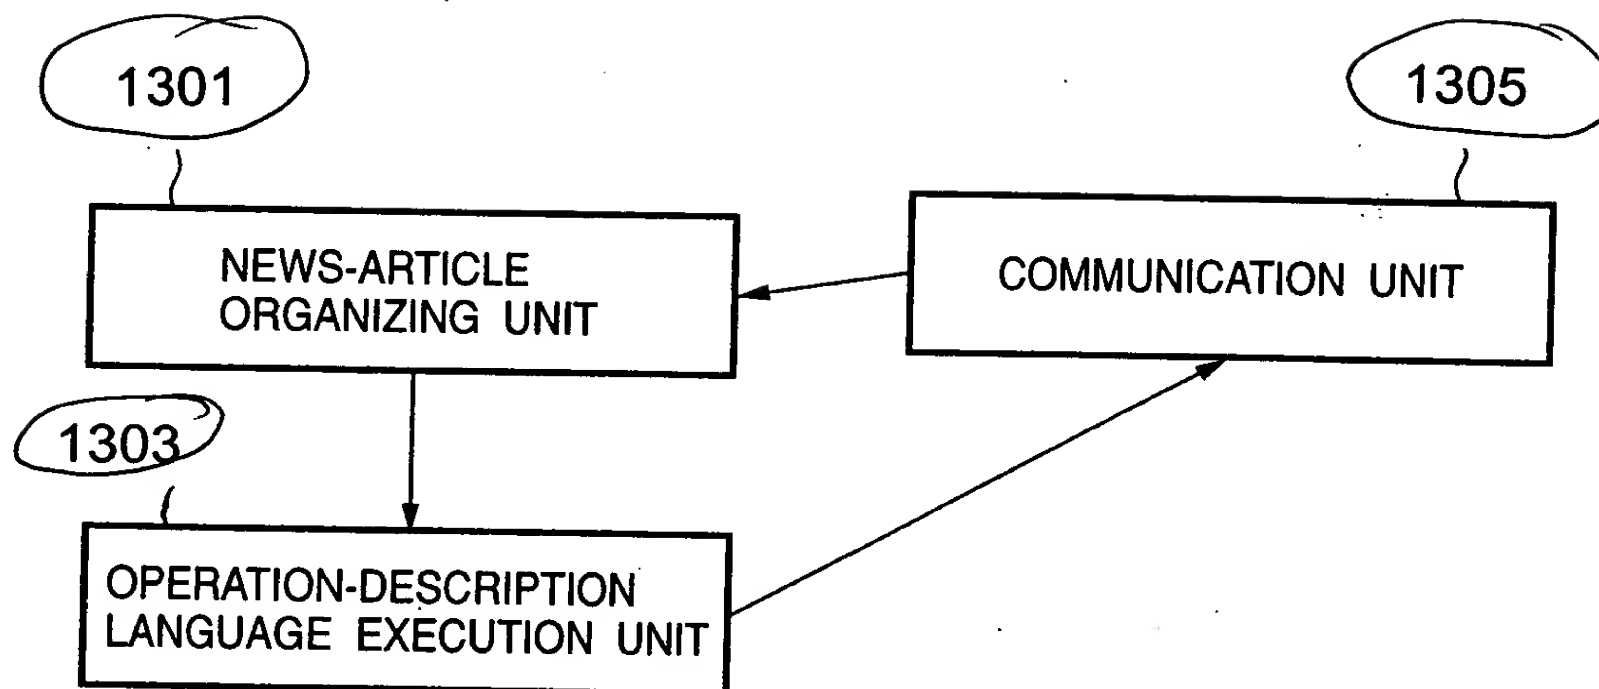 1301
1305
NEWS-ARTICLE
ORGANIZING UNIT
COMMUNICATION UNIT
1303
OPERATION-DESCRIPTION
LANGUAGE EXECUTION UNIT